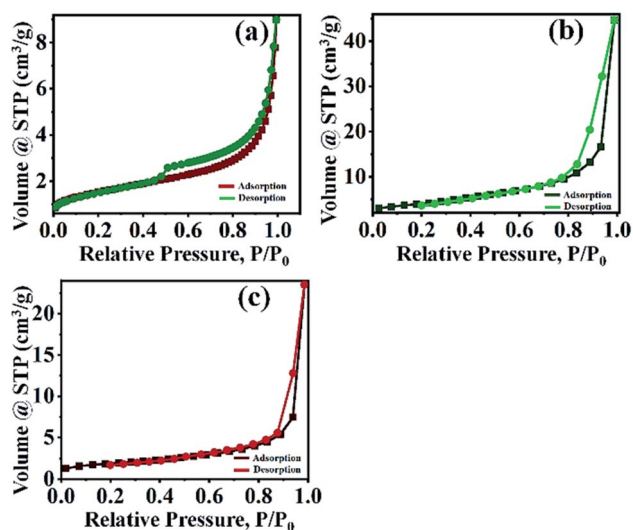 (a)
Volume @ STP (cm³/g)
8
6
4
2
0.0 0.2 0.4 0.6 0.8 1.0
Adsorption
Desorption
Relative Pressure, P/P₀
(b)
Volume @ STP (cm³/g)
40
30
20
10
0
0.0 0.2 0.4 0.6 0.8 1.0
Adsorption
Desorption
Relative Pressure, P/P₀
(c)
Volume @ STP (cm³/g)
20
15
10
5
0
0.0 0.2 0.4 0.6 0.8 1.0
Adsorption
Desorption
Relative Pressure, P/P₀